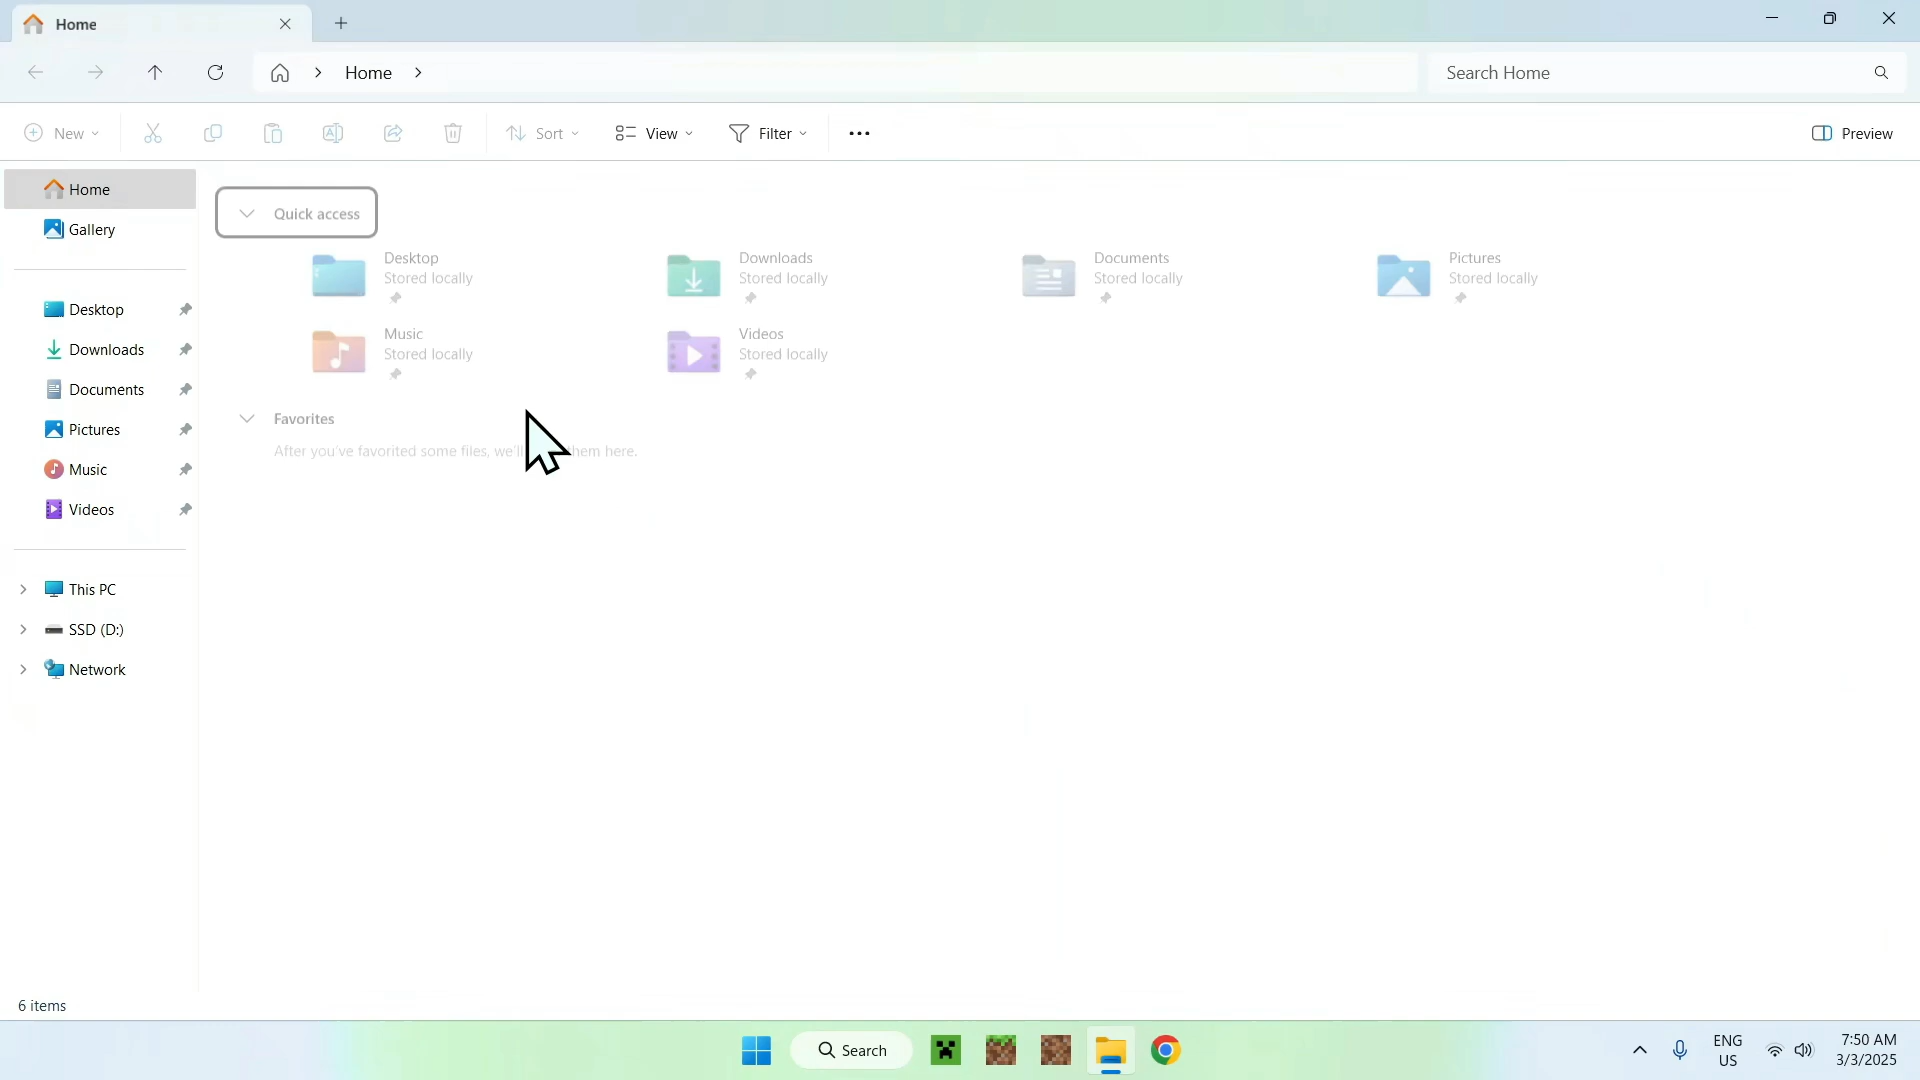 Home
Home
Search Home
New
Sort
View
Filter
Preview
Home
Gallery
Desktop
Downloads
Documents
Pictures
Music
Videos
This PC
SSD (D:)
Network
Quick access
Desktop
Stored locally
Downloads
Stored locally
Documents
Stored locally
Pictures
Stored locally
Music
Stored locally
Videos
Stored locally
Favorites
After you've favorited some files, we'll hem here.
6 items
Search
ENG
US
7:50 AM
3/3/2025